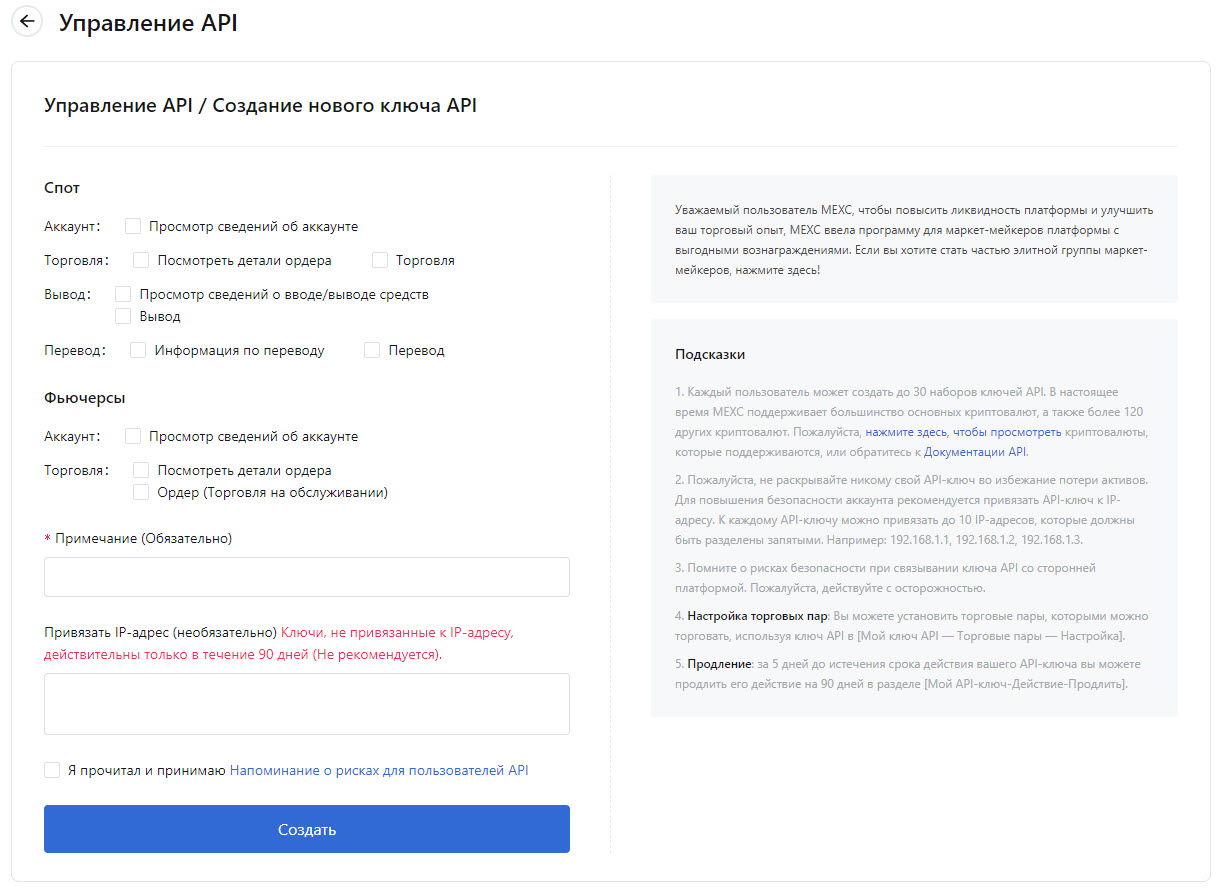 Управление API
Управление API / Создание нового ключа API
Спот
Аккаунт: Просмотр сведений об аккаунте
Торговля: Посмотреть детали ордера Торговля
Вывод: Просмотр сведений о вводе/выводе средств
Вывод
Перевод: Информация по переводу Перевод
Фьючерсы
Аккаунт: Просмотр сведений об аккаунте
Торговля: Посмотреть детали ордера
Ордер (Торговля на обслуживании)
* Примечание (Обязательно)
Привязать IP-адрес (необязательно) Ключи, не привязанные к IP-адресу,
действительны только в течение 90 дней (Не рекомендуется).
Я прочитал и принимаю Напоминание о рисках для пользователей API
Создать
Уважаемый пользователь MEXC, чтобы повысить ликвидность платформы и улучшить
ваш торговый опыт, MEXC ввела программу для маркет-мейкеров платформы с
выгодными вознаграждениями. Если вы хотите стать частью элитной группы маркет-
мейкеров, нажмите здесь!
Подсказки
1. Каждый пользователь может создать до 30 наборов ключей API. В настоящее
время MEXC поддерживает большинство основных криптовалют, а также более 120
других криптовалют. Пожалуйста, нажмите здесь, чтобы просмотреть криптовалюты,
которые поддерживаются, или обратитесь к Документации API.
2. Пожалуйста, не раскрывайте никому свой API-ключ во избежание потери активов.
Для повышения безопасности аккаунта рекомендуется привязать API-ключ к IP-
адресу. К каждому API-ключу можно привязать до 10 IP-адресов, которые должны
быть разделены запятыми. Например: 192.168.1.1, 192.168.1.2, 192.168.1.3.
3. Помните о рисках безопасности при связывании ключа API со сторонней
платформой. Пожалуйста, действуйте с осторожностью.
4. Настройка торговых пар: Вы можете установить торговые пары, которыми можно
торговать, используя ключ API в [Мой ключ API — Торговые пары — Настройка].
5. Продление: за 5 дней до истечения срока действия вашего API-ключа вы можете
продлить его действие на 90 дней в разделе [Мой API-ключ-Действие-Продлить].